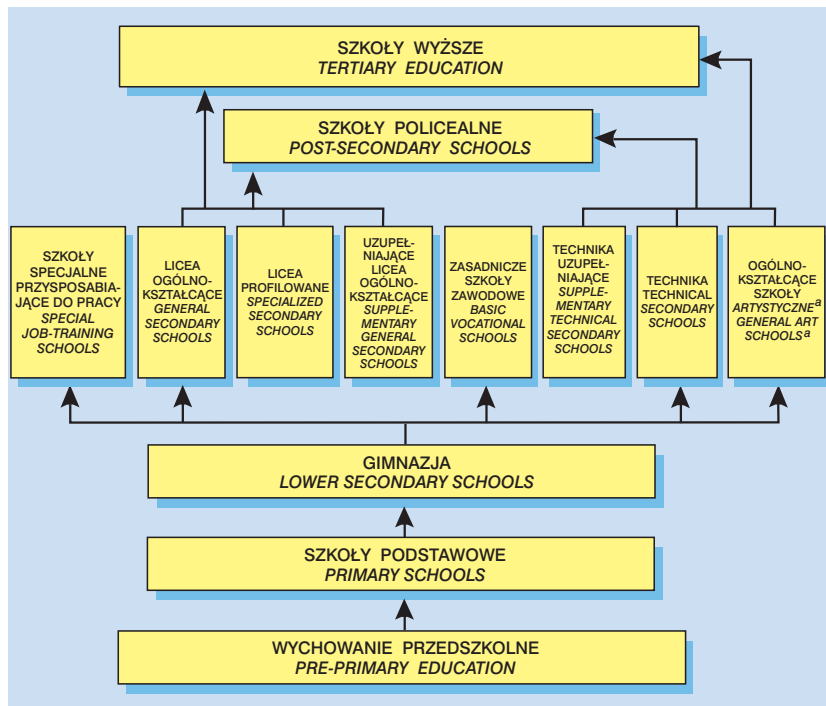 SZKOŁY WYŻSZE
TERTIARY EDUCATION
SZKOŁY POLICEALNE
POST-SECONDARY SCHOOLS
SZKOŁY
SPECJALNE
PRZYSPOSABIA-
JĄCE DO PRACY
SPECIAL
JOB-TRAINING
SCHOOLS
LICEA
OGÓLNO-
KSZTAŁCĄCE
GENERAL
SECONDARY
SCHOOLS
LICEA
PROFILOWANE
SPECIALIZED
SECONDARY
SCHOOLS
UZUPEŁ-
NIAJĄCE
LICEA
OGÓLNO-
KSZTAŁCĄCE
SUPPLE-
MENTARY
GENERAL
SECONDARY
SCHOOLS
ZASADNICZE
SZKOŁY
ZAWODOWE
BASIC
VOCATIONAL
SCHOOLS
TECHNIKA
UZUPEŁ-
NIAJĄCE
SUPPLE-
MENTARY
TECHNICAL
SECONDARY
SCHOOLS
TECHNIKA
TECHNICAL
SECONDARY
SCHOOLS
OGÓLNO-
KSZTAŁCĄCE
SZKOŁY
ARTYSTYCZNE a
GENERAL ART
SCHOOLS a
GIMNAZJA
LOWER SECONDARY SCHOOLS
SZKOŁY PODSTAWOWE
PRIMARY SCHOOLS
WYCHOWANIE PRZEDSZKOLNE
PRE-PRIMARY EDUCATION